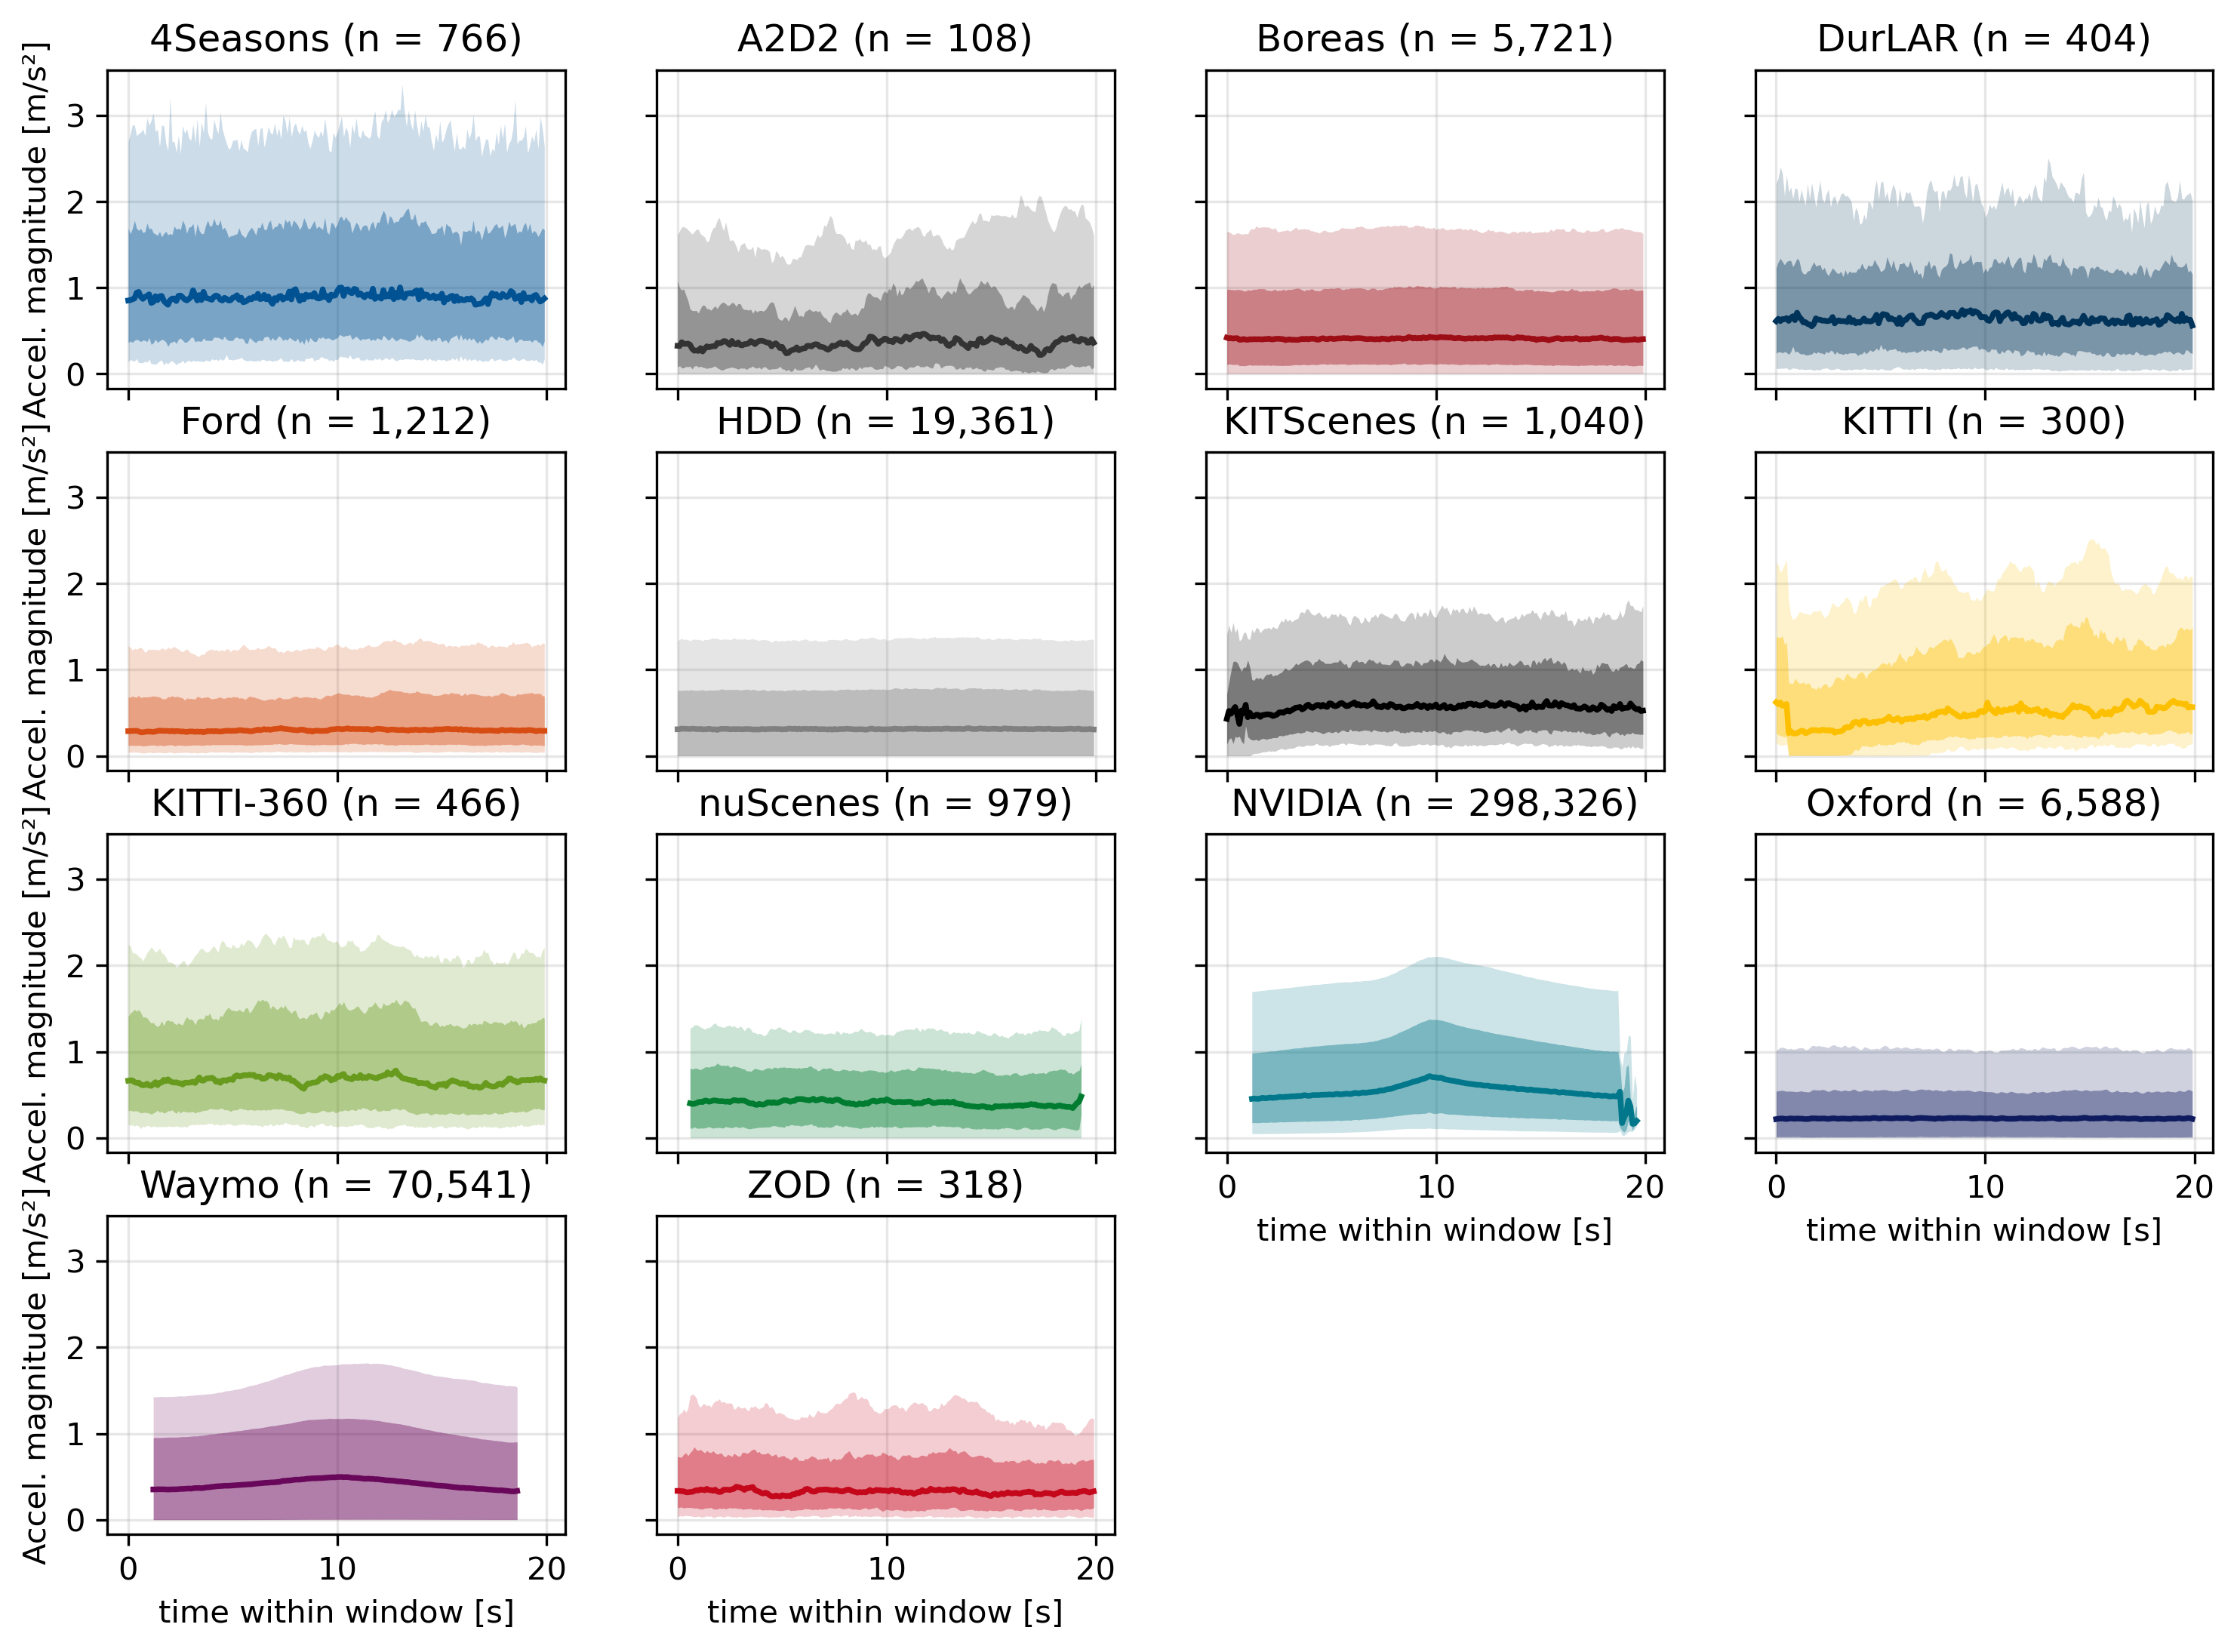 4Seasons (n = 766)
A2D2 (n = 108)
Boreas (n = 5,721)
DurLAR (n = 404)
Accel. magnitude [m/s²]
3
2
1
0
Ford (n = 1,212)
HDD (n = 19,361)
KITScenes (n = 1,040)
KITTI (n = 300)
Accel. magnitude [m/s²]
3
2
1
0
KITTI-360 (n = 466)
nuScenes (n = 979)
NVIDIA (n = 298,326)
Oxford (n = 6,588)
Accel. magnitude [m/s²]
3
2
1
0
0 10 20
time within window [s]
0 10 20
time within window [s]
Waymo (n = 70,541)
ZOD (n = 318)
Accel. magnitude [m/s²]
3
2
1
0
0 10 20
time within window [s]
0 10 20
time within window [s]